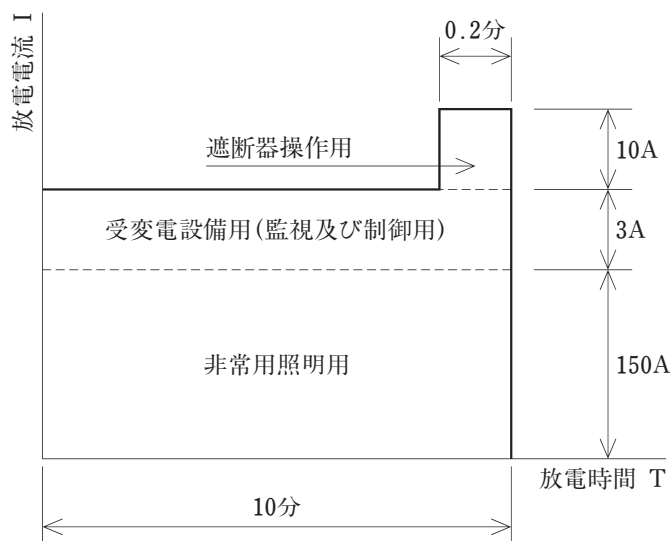 放電電流 I
0.2分
遮断器操作用
10A
受変電設備用(監視及び制御用)
3A
非常用照明用
150A
放電時間 T
10分